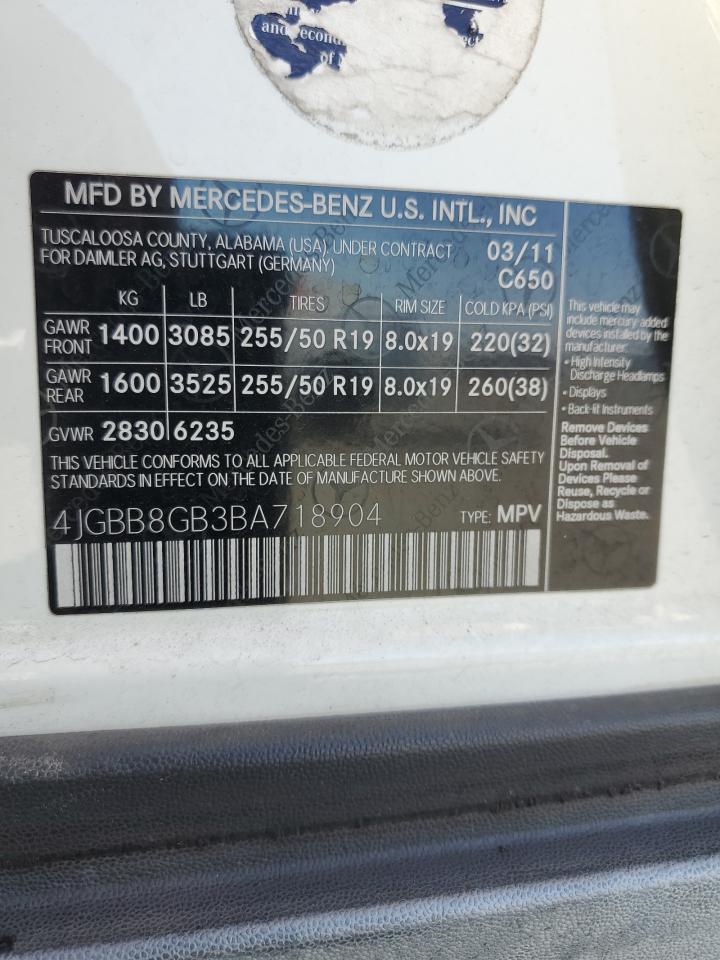 and econ
of
MFD BY MERCEDES-BENZ U.S. INTL., INC
TUSCALOOSA COUNTY, ALABAMA (USA), UNDER CONTRACT 03/11
FOR DAIMLER AG, STUTTGART (GERMANY) C650
KG LB TIRES RIM SIZE COLD KPA (PSI)
GAWR FRONT 1400 3085 255/50 R19 8.0x19 220(32)
GAWR REAR 1600 3525 255/50 R19 8.0x19 260(38)
GVWR 2830 6235
THIS VEHICLE CONFORMS TO ALL APPLICABLE FEDERAL MOTOR VEHICLE SAFETY
STANDARDS IN EFFECT ON THE DATE OF MANUFACTURE SHOWN ABOVE.
4JGBB8GB3BA718904 TYPE: MPV
This vehicle may
include mercury added
devices installed by the
manufacturer:
• High Intensity
Discharge Headlamps
• Displays
• Back-lit Instruments
Remove Devices
Before Vehicle
Disposal.
Upon Removal of
Devices Please
Reuse, Recycle or
Dispose as
Hazardous Waste.